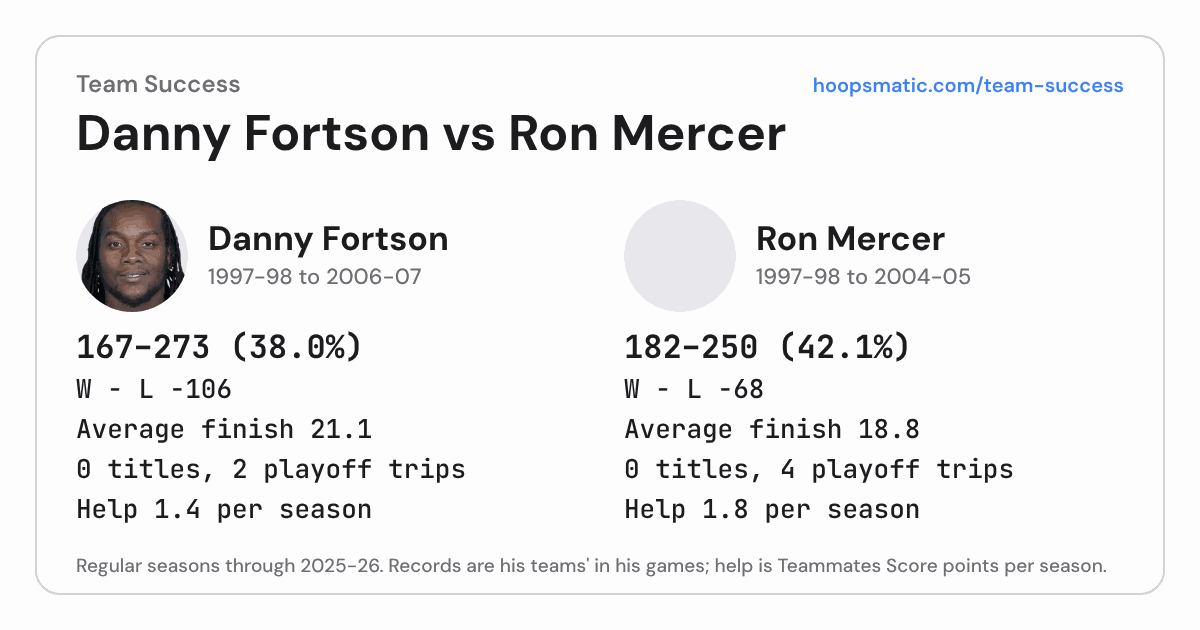 Team Success
hoopsmatic.com/team-success
Danny Fortson vs Ron Mercer
Danny Fortson
1997-98 to 2006-07
167-273 (38.0%)
W - L -106
Average finish 21.1
0 titles, 2 playoff trips
Help 1.4 per season
Ron Mercer
1997-98 to 2004-05
182-250 (42.1%)
W - L -68
Average finish 18.8
0 titles, 4 playoff trips
Help 1.8 per season
Regular seasons through 2025-26. Records are his teams' in his games; help is Teammates Score points per season.